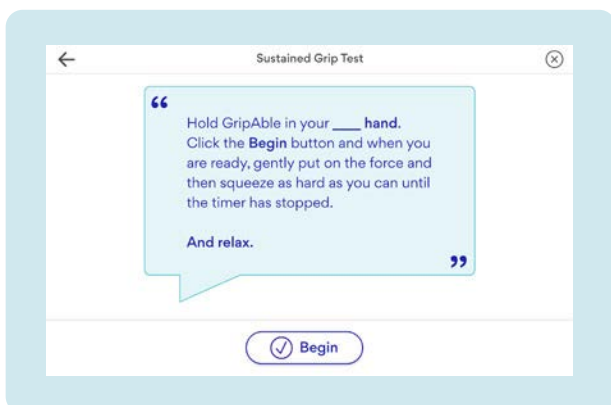 Sustained Grip Test
“
Hold GripAble in your ____ hand.
Click the Begin button and when you
are ready, gently put on the force and
then squeeze as hard as you can until
the timer has stopped.
And relax.
”
Begin